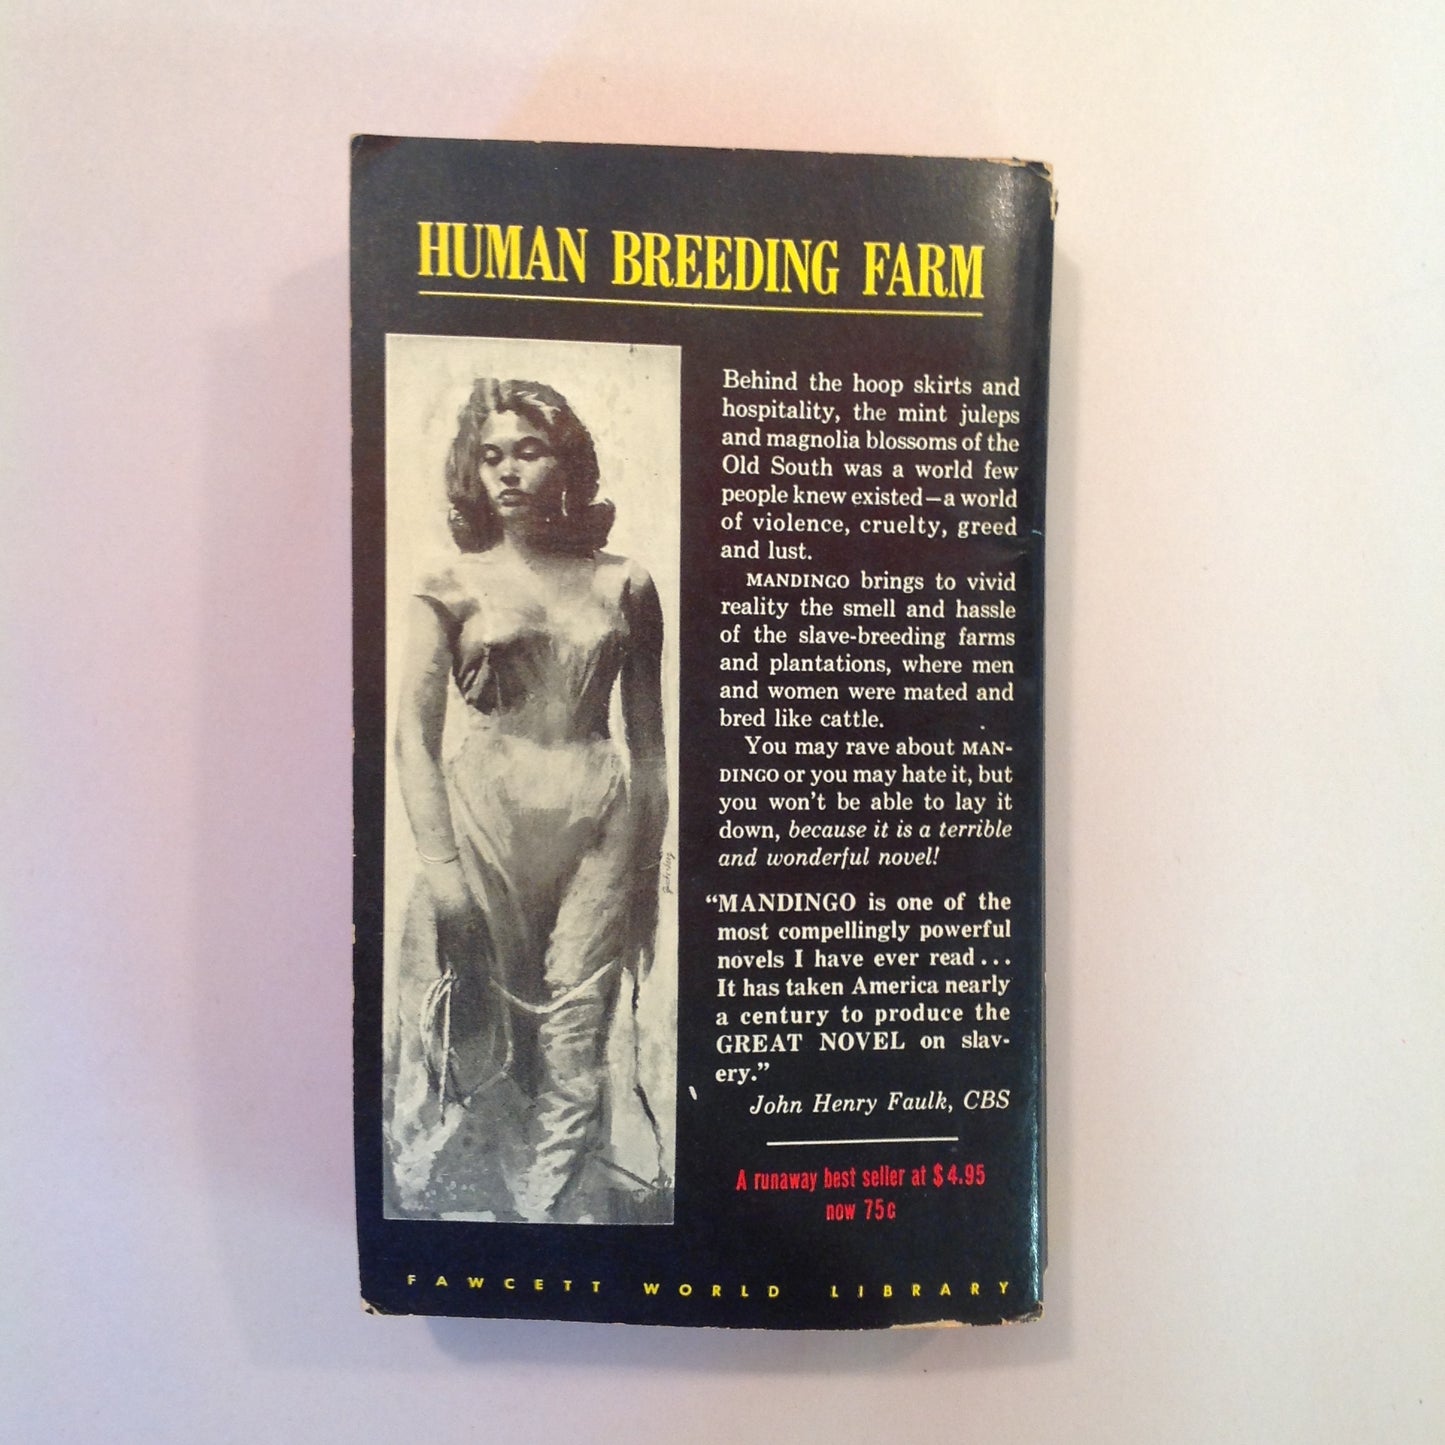 HUMAN BREEDING FARM
Behind the hoop skirts and
hospitality, the mint juleps
and magnolia blossoms of the
Old South was a world few
people knew existed—a world
of violence, cruelty, greed
and lust.
MANDINGO brings to vivid
reality the smell and hassle
of the slave-breeding farms
and plantations, where men
and women were mated and
bred like cattle.
You may rave about MAN-
DINGO or you may hate it, but
you won't be able to lay it
down, because it is a terrible
and wonderful novel!
“MANDINGO is one of the
most compellingly powerful
novels I have ever read...
It has taken America nearly
a century to produce the
GREAT NOVEL on slav-
ery.”
John Henry Faulk, CBS
A runaway best seller at $4.95
now 75c
FAWCETT WORLD LIBRARY